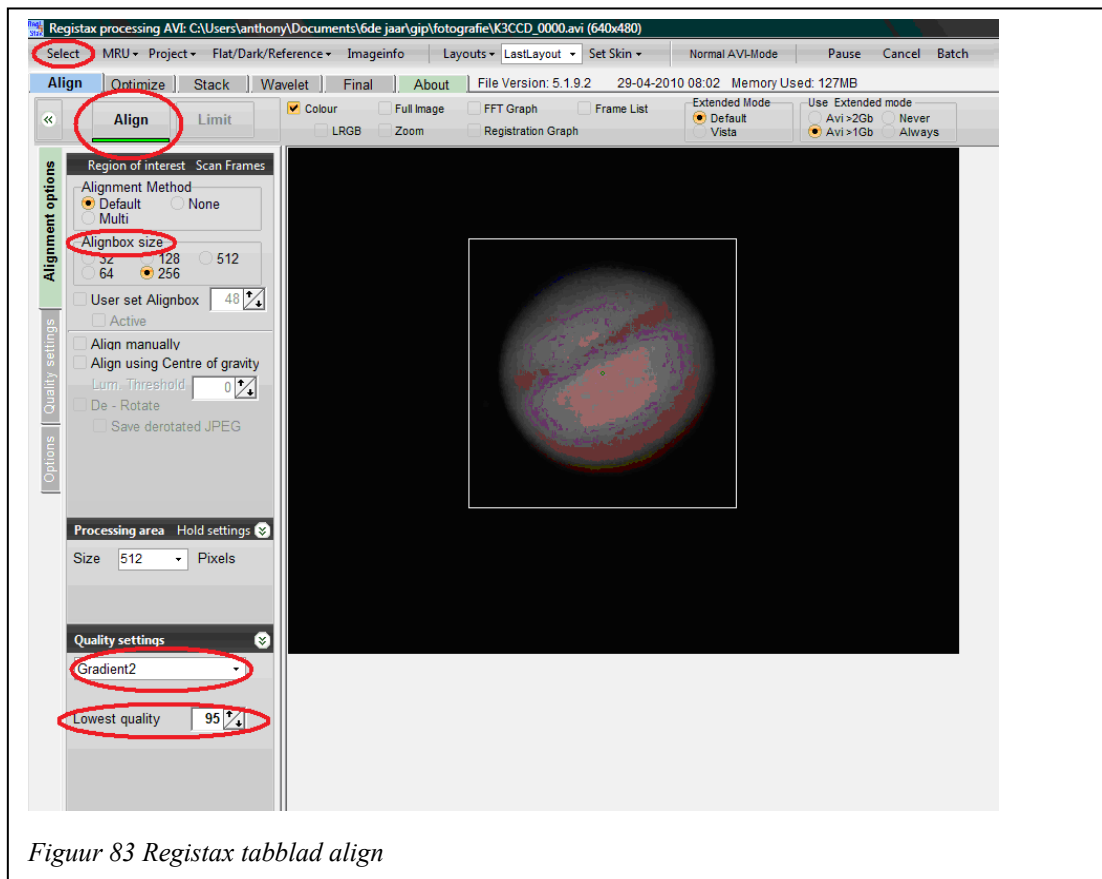 Registax processing AVI: C:\Users\anthony\Documents\6de jaar\gip\fotografie\K3CCD_0000.avi (640x480)
Select MRU Project Flat/Dark/Reference Imageinfo Layouts LastLayout Set Skin Normal AVI-Mode Pause Cancel Batch
Align Optimize Stack Wavelet Final About File Version: 5.1.9.2 29-04-2010 08:02 Memory Used: 127MB
« Align Limit
Colour Full Image FFT Graph Frame List
LRGB Zoom Registration Graph
Extended Mode
Default
Vista
Use Extended mode
Avi >2Gb Never
Avi >1Gb Always
Alignment options
Quality settings
Options
Region of interest Scan Frames
Alignment Method
Default None
Multi
Alignbox size
32 128 512
64 256
User set Alignbox 48
Active
Align manually
Align using Centre of gravity
Lum. Threshold 0
De - Rotate
Save derotated JPEG
Processing area Hold settings
Size 512 Pixels
Quality settings
Gradient2
Lowest quality 95
Figuur 83 Registax tabblad align